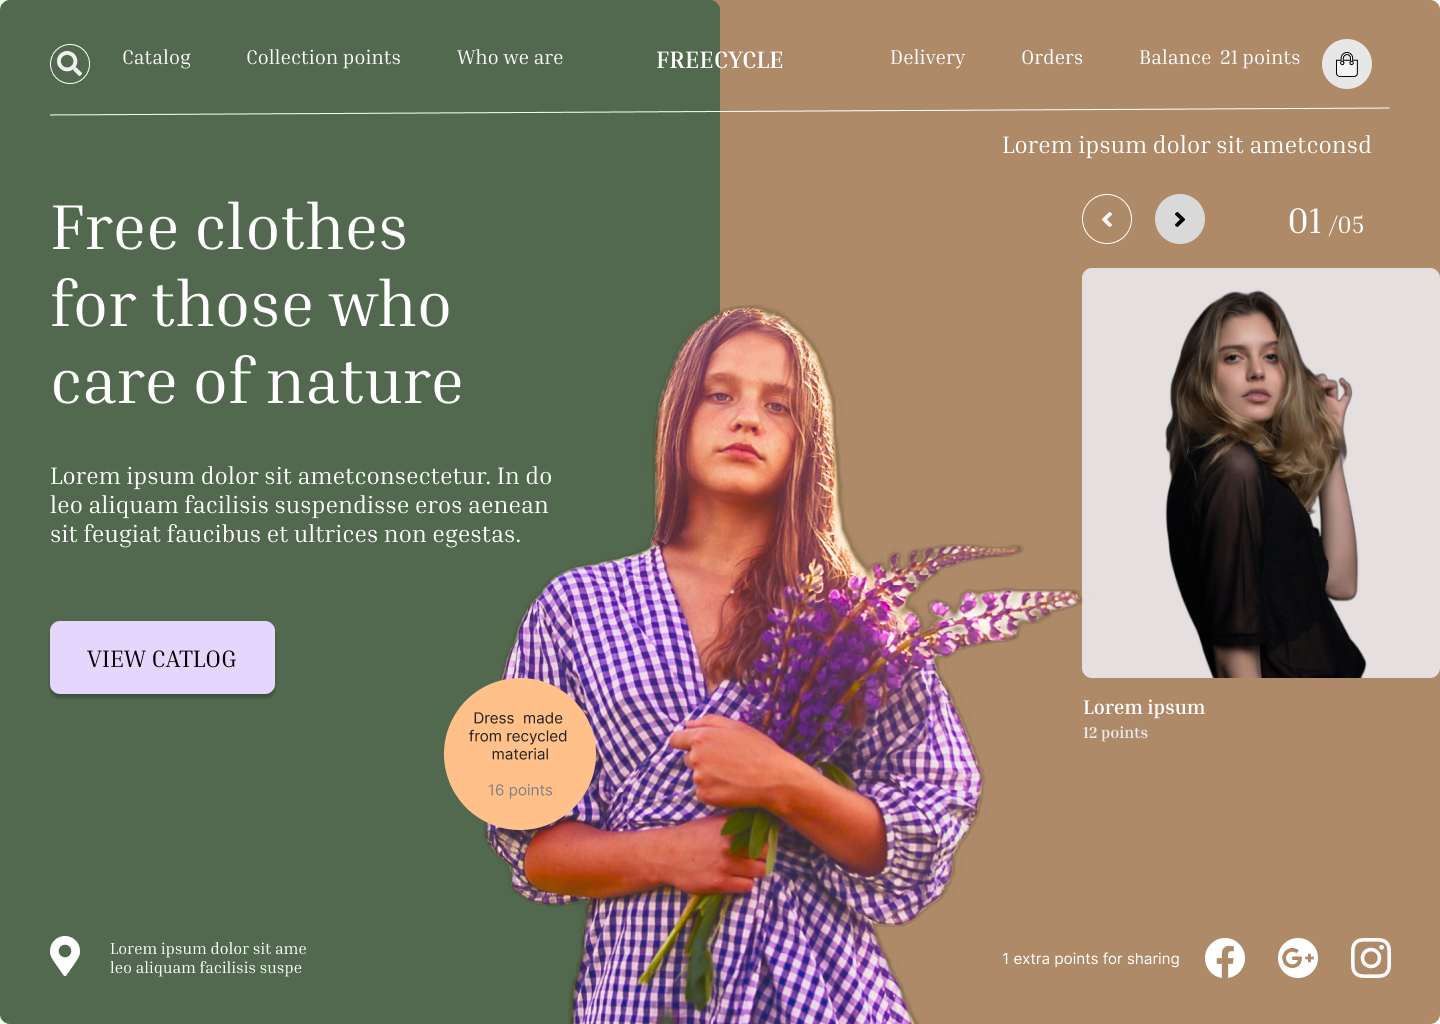 Catalog
Collection points
Who we are
FREECYCLE
Delivery
Orders
Balance 21 points
Lorem ipsum dolor sit ametconsd
01 /05
Free clothes
for those who
care of nature
Lorem ipsum dolor sit ametconsectetur. In do
leo aliquam facilisis suspendisse eros aenean
sit feugiat faucibus et ultrices non egestas.
VIEW CATLOG
Dress made
from recycled
material
16 points
Lorem ipsum
12 points
Lorem ipsum dolor sit ame
leo aliquam facilisis suspe
1 extra points for sharing